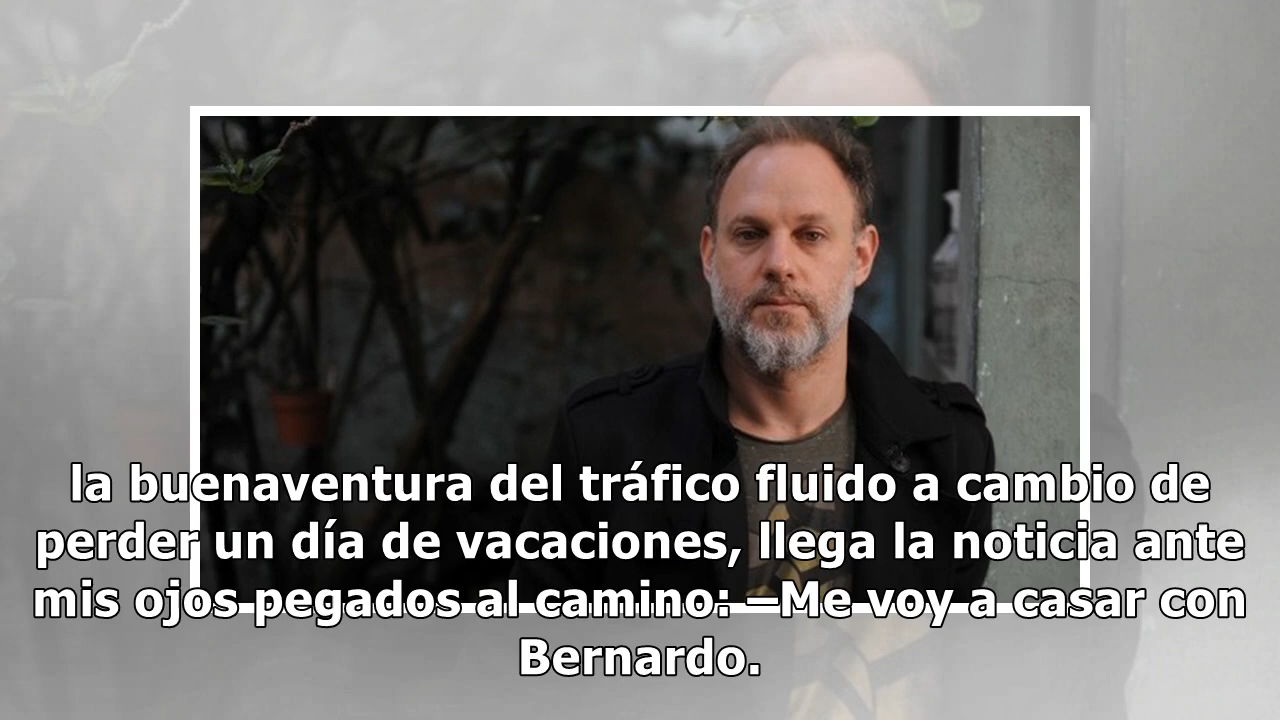 la buenaventura del tráfico fluido a cambio de
perder un día de vacaciones, llega la noticia ante
mis ojos pegados al camino: —Me voy a casar con
Bernardo.